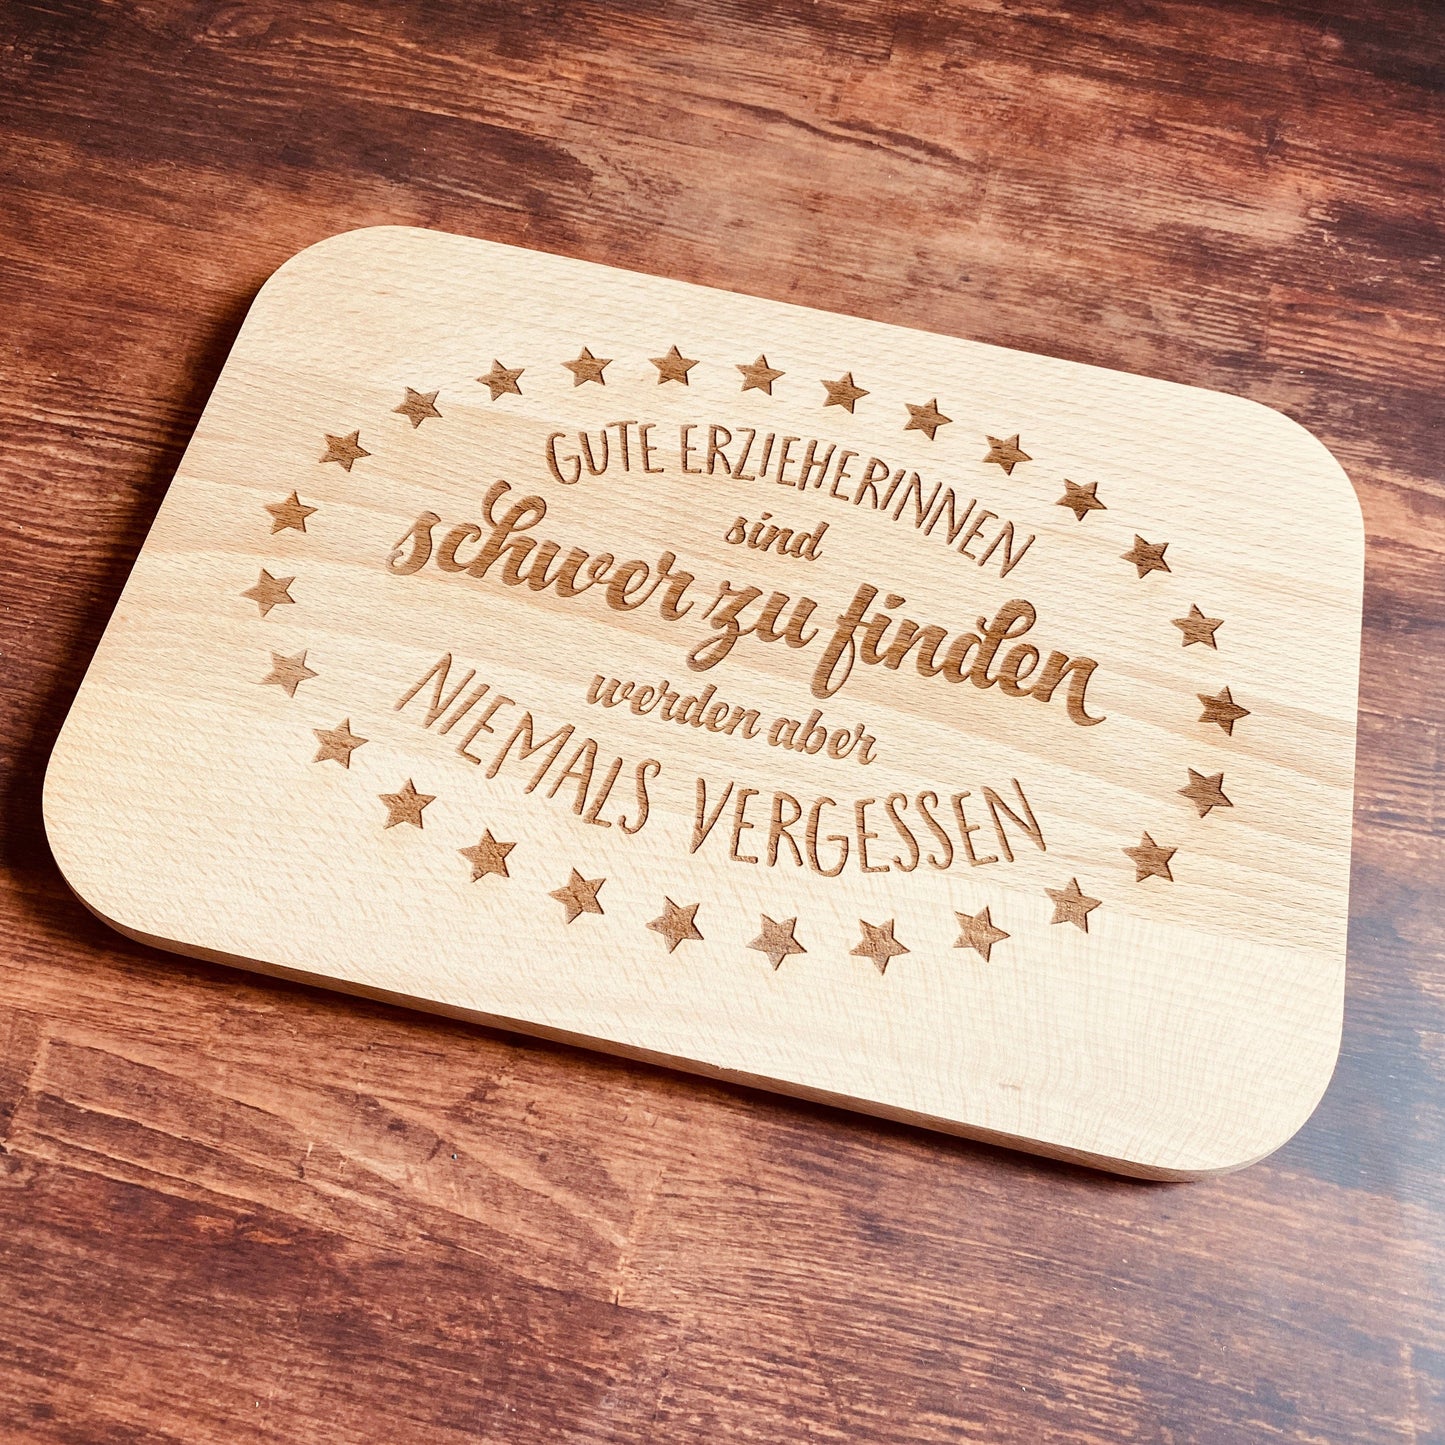 GUTE ERZIEHERINNEN
sind
schwer zu finden
werden aber
NIEMALS VERGESSEN